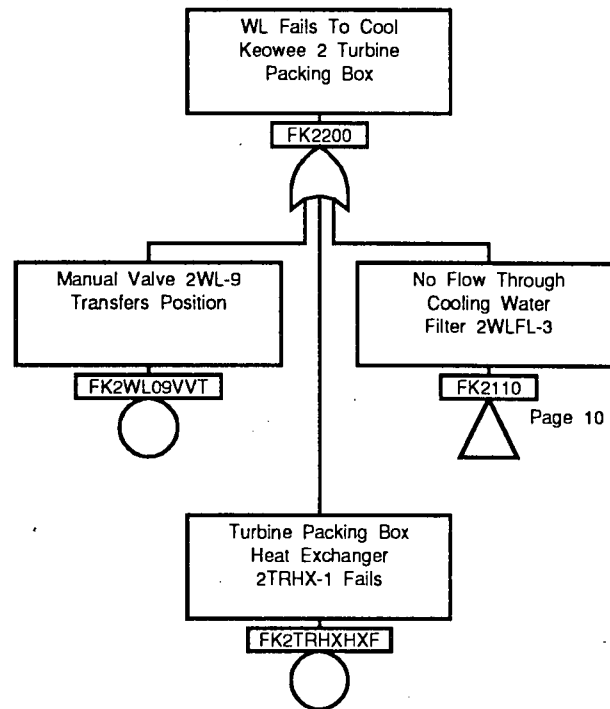 WL Fails To Cool
Keowee 2 Turbine
Packing Box
FK2200
Manual Valve 2WL-9
Transfers Position
FK2WL09VVT
No Flow Through
Cooling Water
Filter 2WLFL-3
FK2110
Page 10
Turbine Packing Box
Heat Exchanger
2TRHX-1 Fails
FK2TRHXHXF